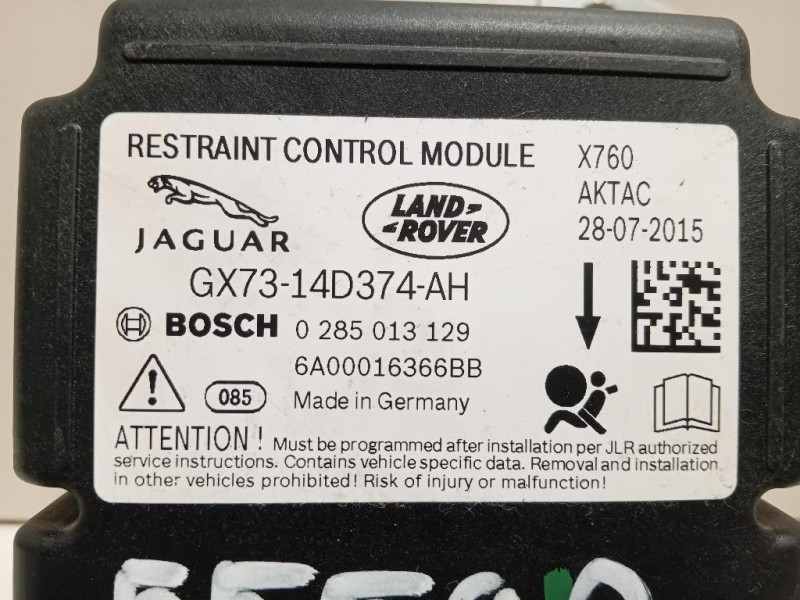 RESTRAINT CONTROL MODULE
X760
JAGUAR
LAND ROVER
AKTAC
28-07-2015
GX73-14D374-AH
BOSCH 0 285 013 129
6A00016366BB
085 Made in Germany
ATTENTION! Must be programmed after installation per JLR authorized
service instructions. Contains vehicle specific data. Removal and installation
in other vehicles prohibited! Risk of injury or malfunction!